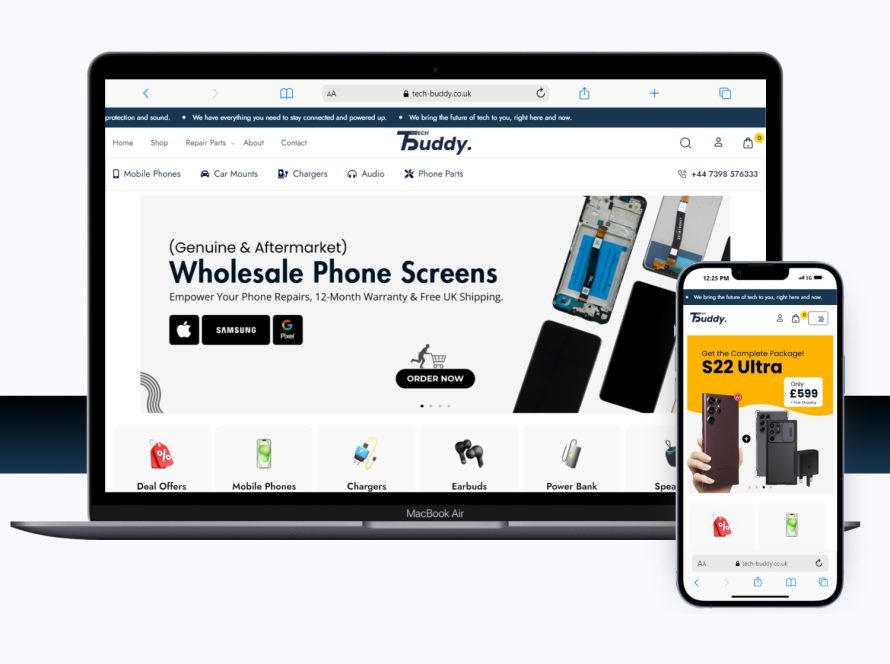 AA tech-buddy.co.uk
protection and sound. • We have everything you need to stay connected and powered up. • We bring the future of tech to you, right here and now.
Home Shop Repair Parts About Contact
TECH
Buddy.
0
Mobile Phones Car Mounts Chargers Audio Phone Parts +44 7398 576333
(Genuine & Aftermarket)
Wholesale Phone Screens
Empower Your Phone Repairs, 12-Month Warranty & Free UK Shipping.
SAMSUNG
G
Pixel
ORDER NOW
Deal Offers Mobile Phones Chargers Earbuds Power Bank Spea
MacBook Air
12:25 PM 5G
• We bring the future of tech to you, right here and now.
TECH
Buddy.
0
Get the Complete Package!
S22 Ultra
Only
£599
+ Free Shipping
AA tech-buddy.co.uk